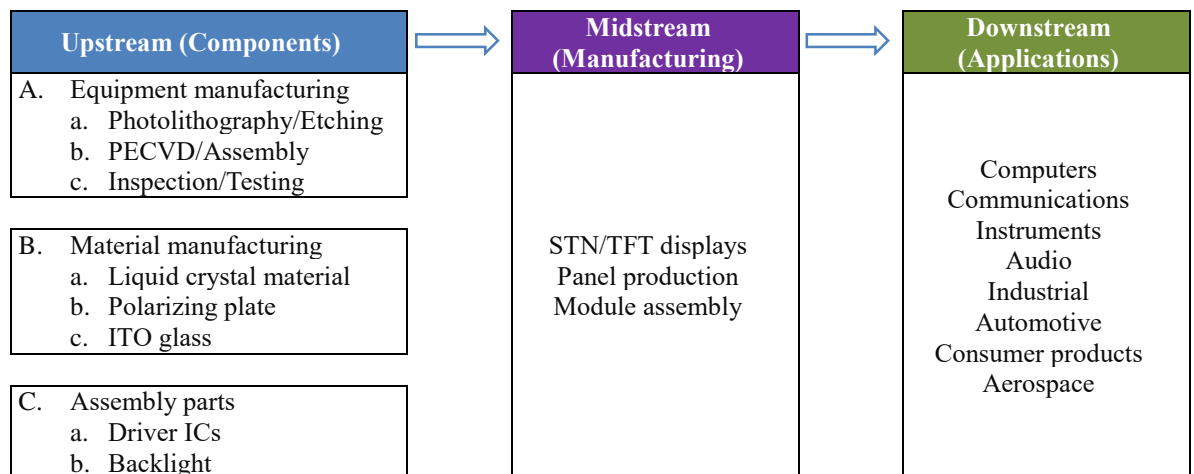 Upstream (Components)
A. Equipment manufacturing
a. Photolithography/Etching
b. PECVD/Assembly
c. Inspection/Testing
B. Material manufacturing
a. Liquid crystal material
b. Polarizing plate
c. ITO glass
C. Assembly parts
a. Driver ICs
b. Backlight
Midstream
(Manufacturing)
STN/TFT displays
Panel production
Module assembly
Downstream
(Applications)
Computers
Communications
Instruments
Audio
Industrial
Automotive
Consumer products
Aerospace